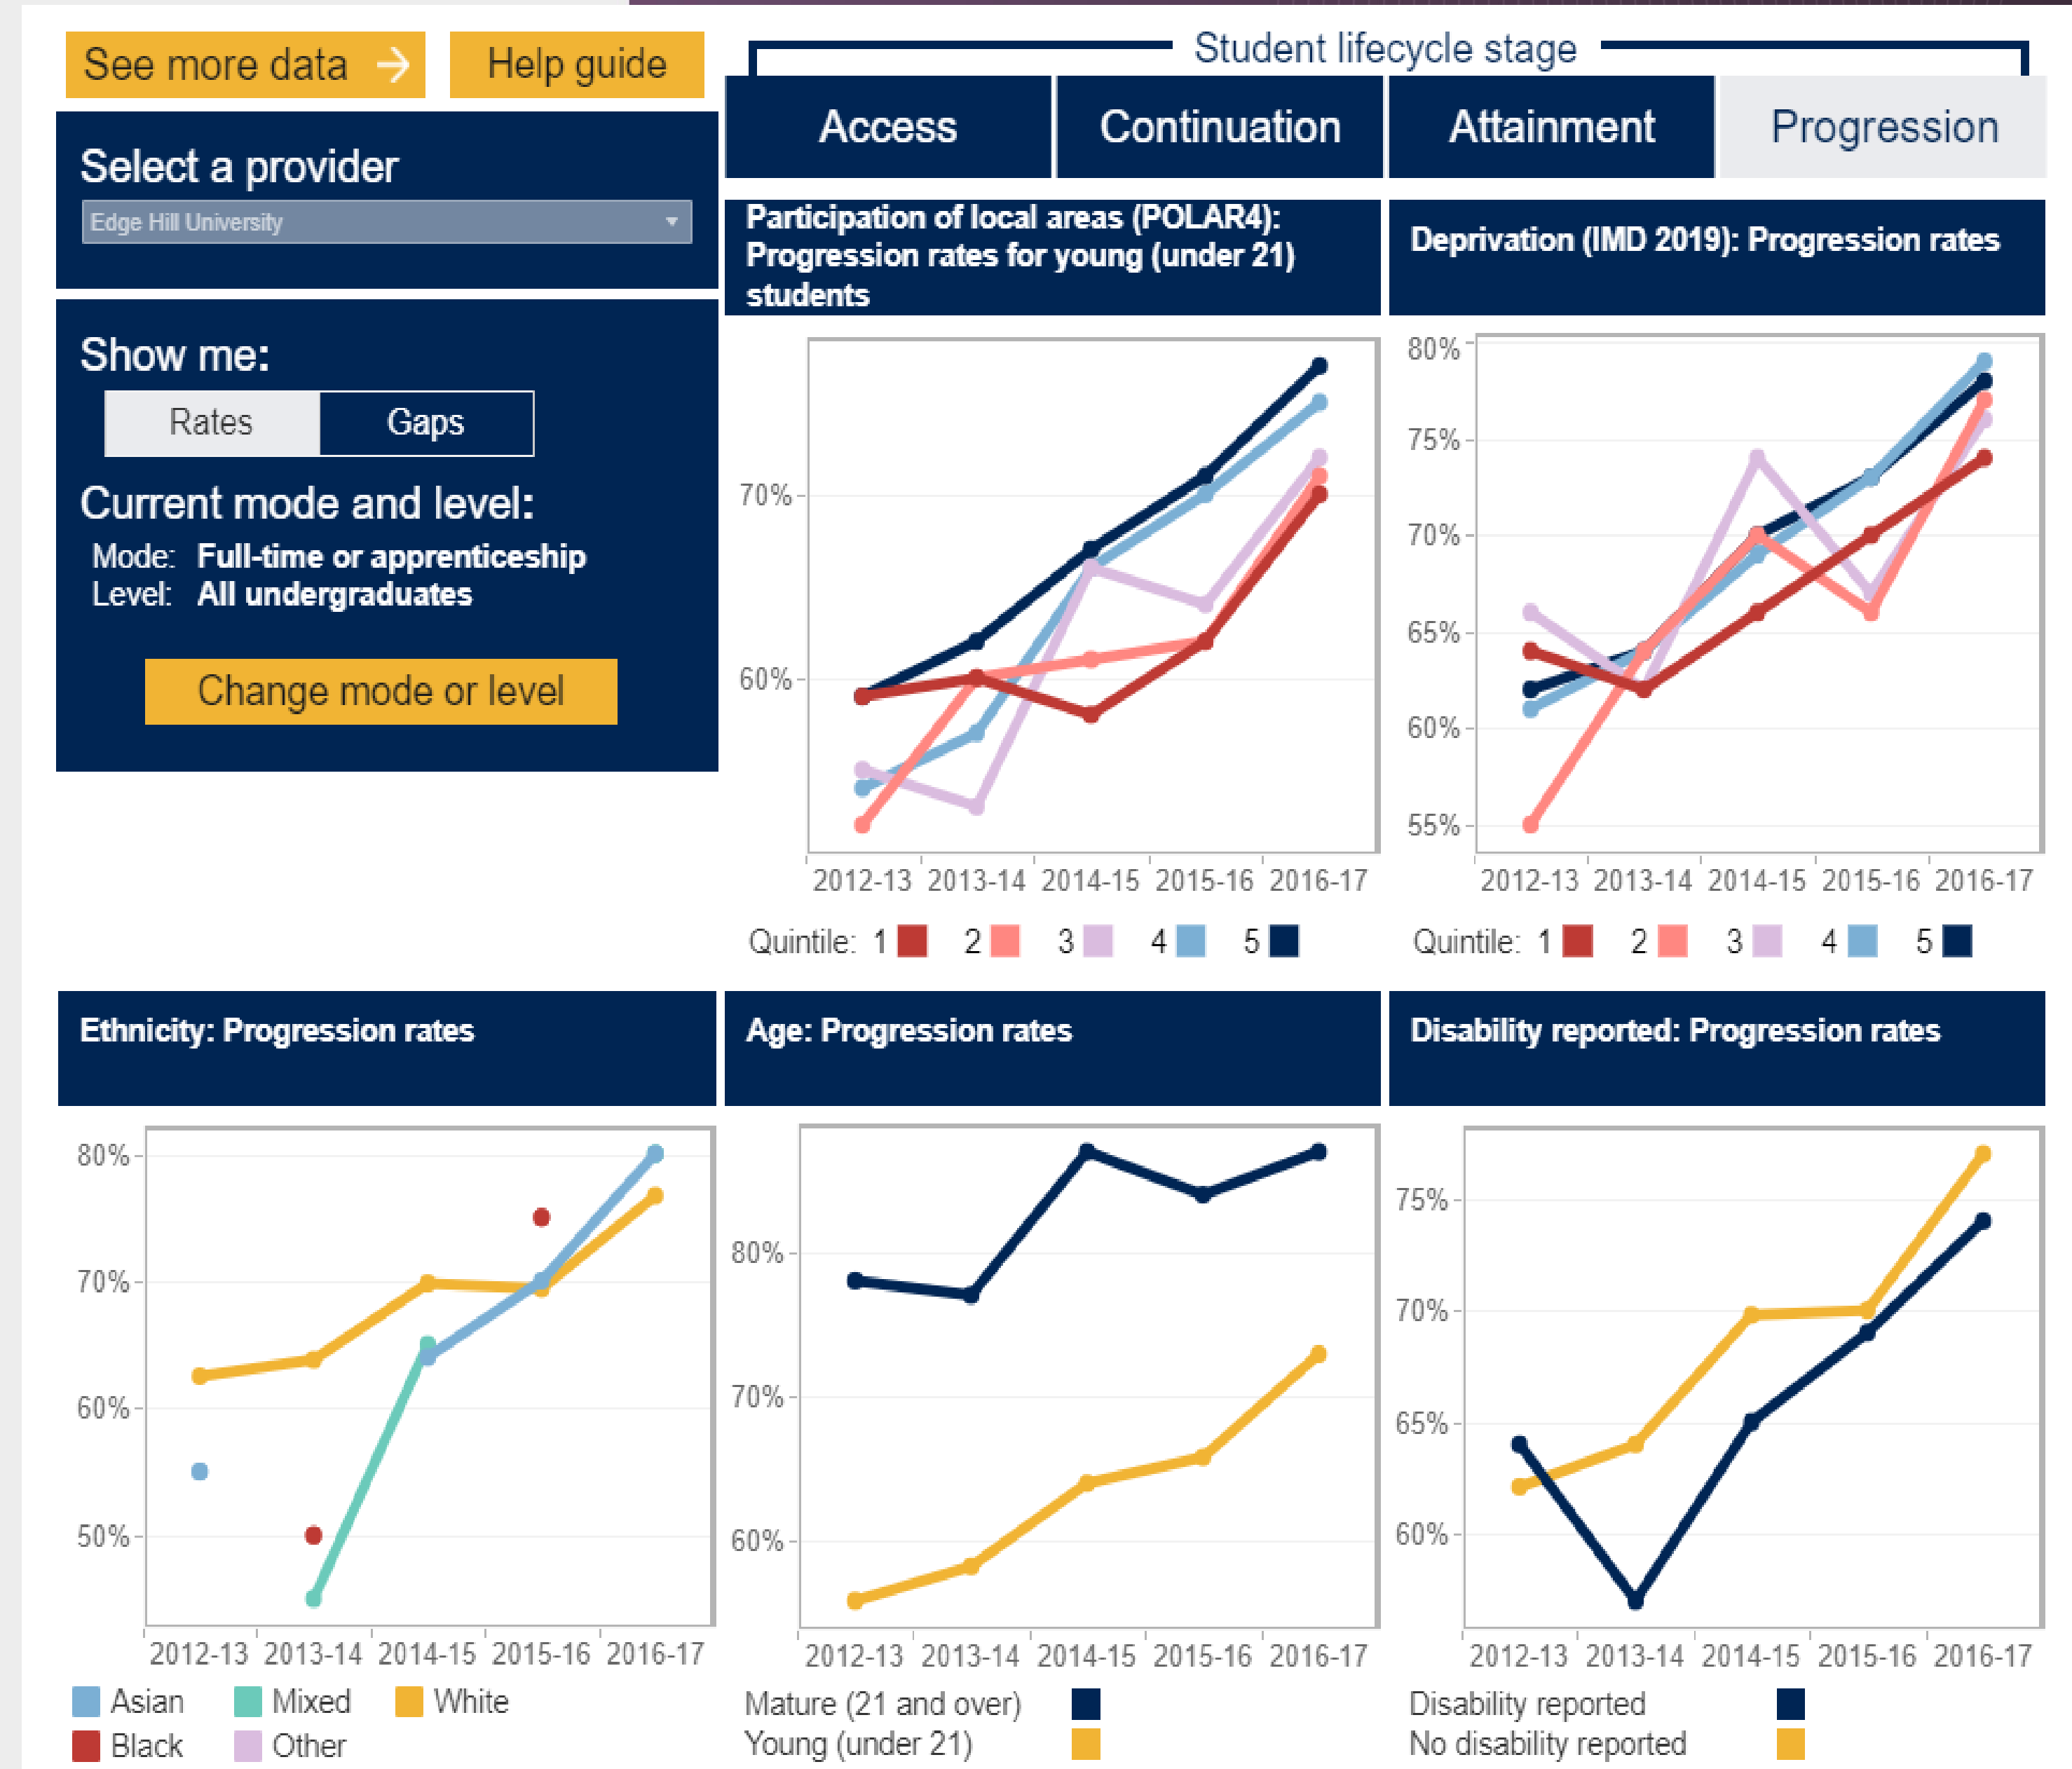 See more data →
Help guide
Student lifecycle stage
Access
Continuation
Attainment
Progression
Select a provider
Edge Hill University
Show me:
Rates
Gaps
Current mode and level:
Mode: Full-time or apprenticeship
Level: All undergraduates
Change mode or level
Participation of local areas (POLAR4):
Progression rates for young (under 21)
students
70%
60%
2012-13 2013-14 2014-15 2015-16 2016-17
Quintile: 1 2 3 4 5
Deprivation (IMD 2019): Progression rates
80%
75%
70%
65%
60%
55%
2012-13 2013-14 2014-15 2015-16 2016-17
Quintile: 1 2 3 4 5
Ethnicity: Progression rates
80%
70%
60%
50%
2012-13 2013-14 2014-15 2015-16 2016-17
Asian Mixed White
Black Other
Age: Progression rates
80%
70%
60%
2012-13 2013-14 2014-15 2015-16 2016-17
Mature (21 and over)
Young (under 21)
Disability reported: Progression rates
75%
70%
65%
60%
2012-13 2013-14 2014-15 2015-16 2016-17
Disability reported
No disability reported